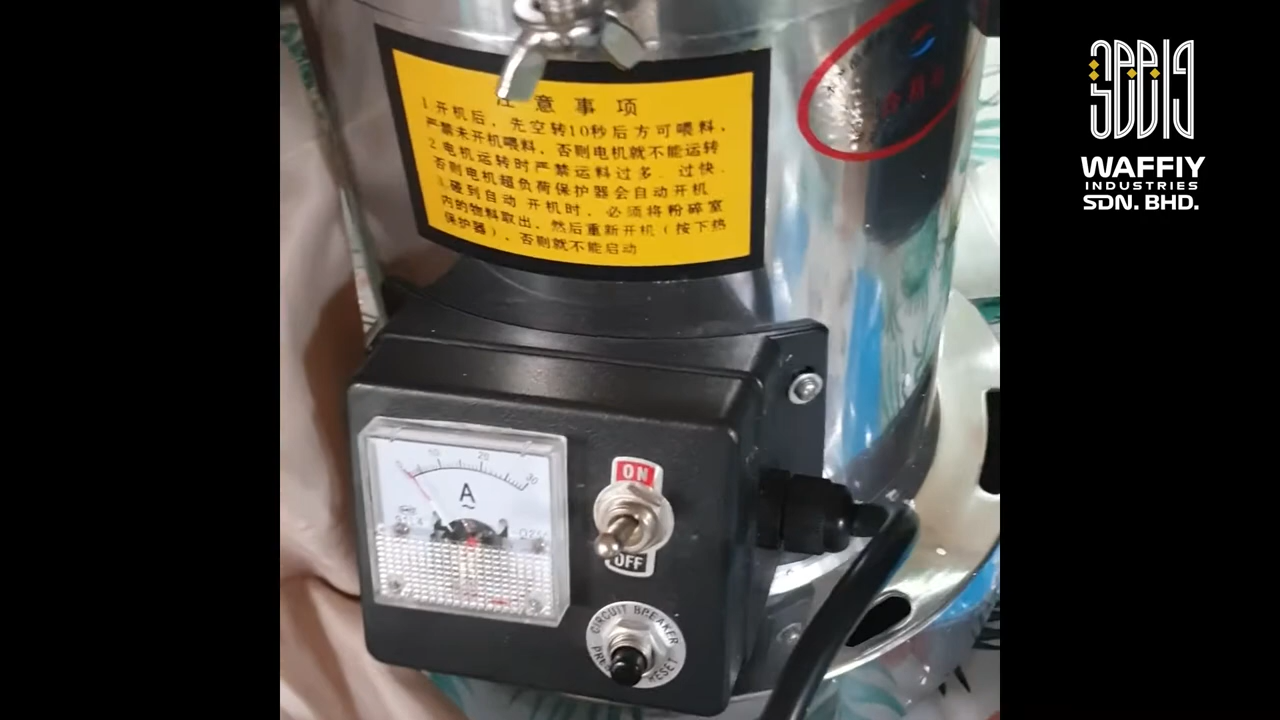 注意事项
1 开机后，先空转10秒后方可喂料，
严禁未开机喂料，否则电机就不能运转
2 电机运转时严禁运料过多、过快，
否则电机超负荷保护器会自动开机
3 碰到自动 开机时，必须将粉碎室
内的物料取出，然后重新开机（按下热
保护器），否则就不能启动
WAFFIY
INDUSTRIES
SDN. BHD.
0 10 20 30
A
ON
OFF
CIRCUIT BREAKER
RESET